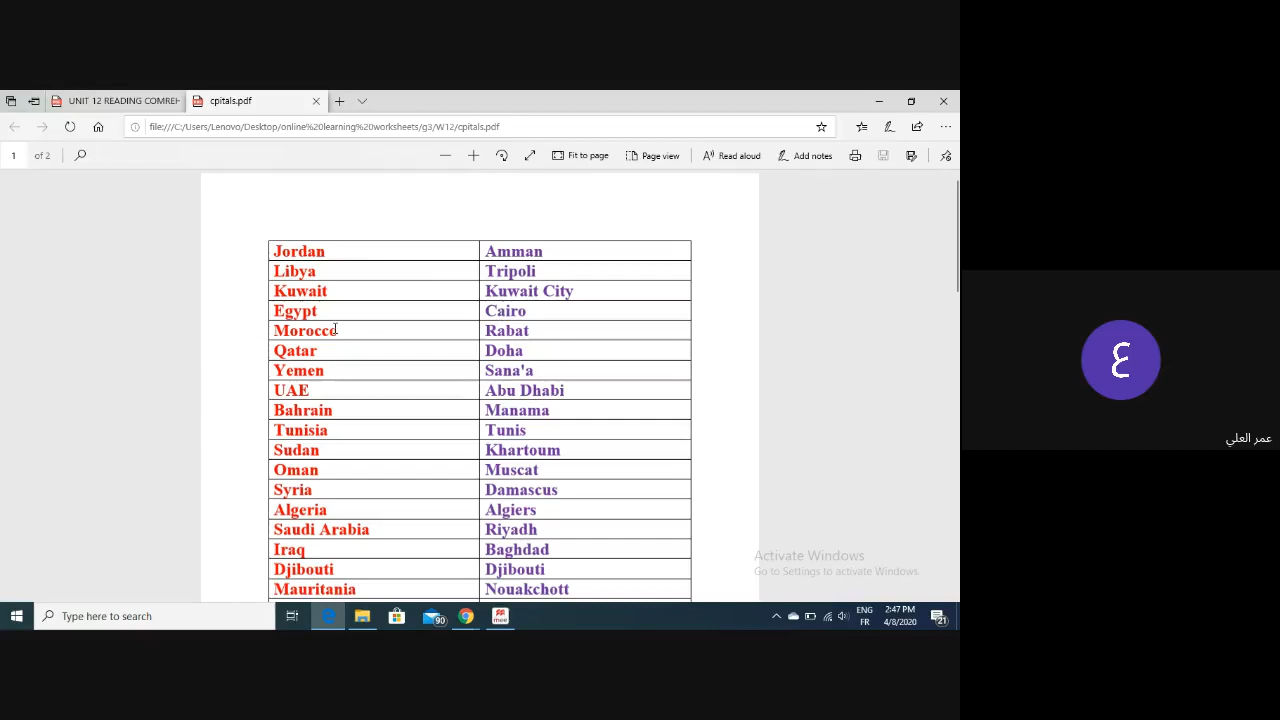 UNIT 12 READING COMREH
cpitals.pdf
file:///C:/Users/Lenovo/Desktop/online%20learning%20worksheets/g3/W12/cpitals.pdf
1 of 2 Fit to page Page view Read aloud Add notes
Jordan Amman
Libya Tripoli
Kuwait Kuwait City
Egypt Cairo
Morocco Rabat
Qatar Doha
Yemen Sana'a
UAE Abu Dhabi
Bahrain Manama
Tunisia Tunis
Sudan Khartoum
Oman Muscat
Syria Damascus
Algeria Algiers
Saudi Arabia Riyadh
Iraq Baghdad
Djibouti Djibouti
Mauritania Nouakchott
Activate Windows
Go to Settings to activate Windows.
Type here to search
90
mee
ENG
FR
2:47 PM
4/8/2020
21
ع
عمر العلي